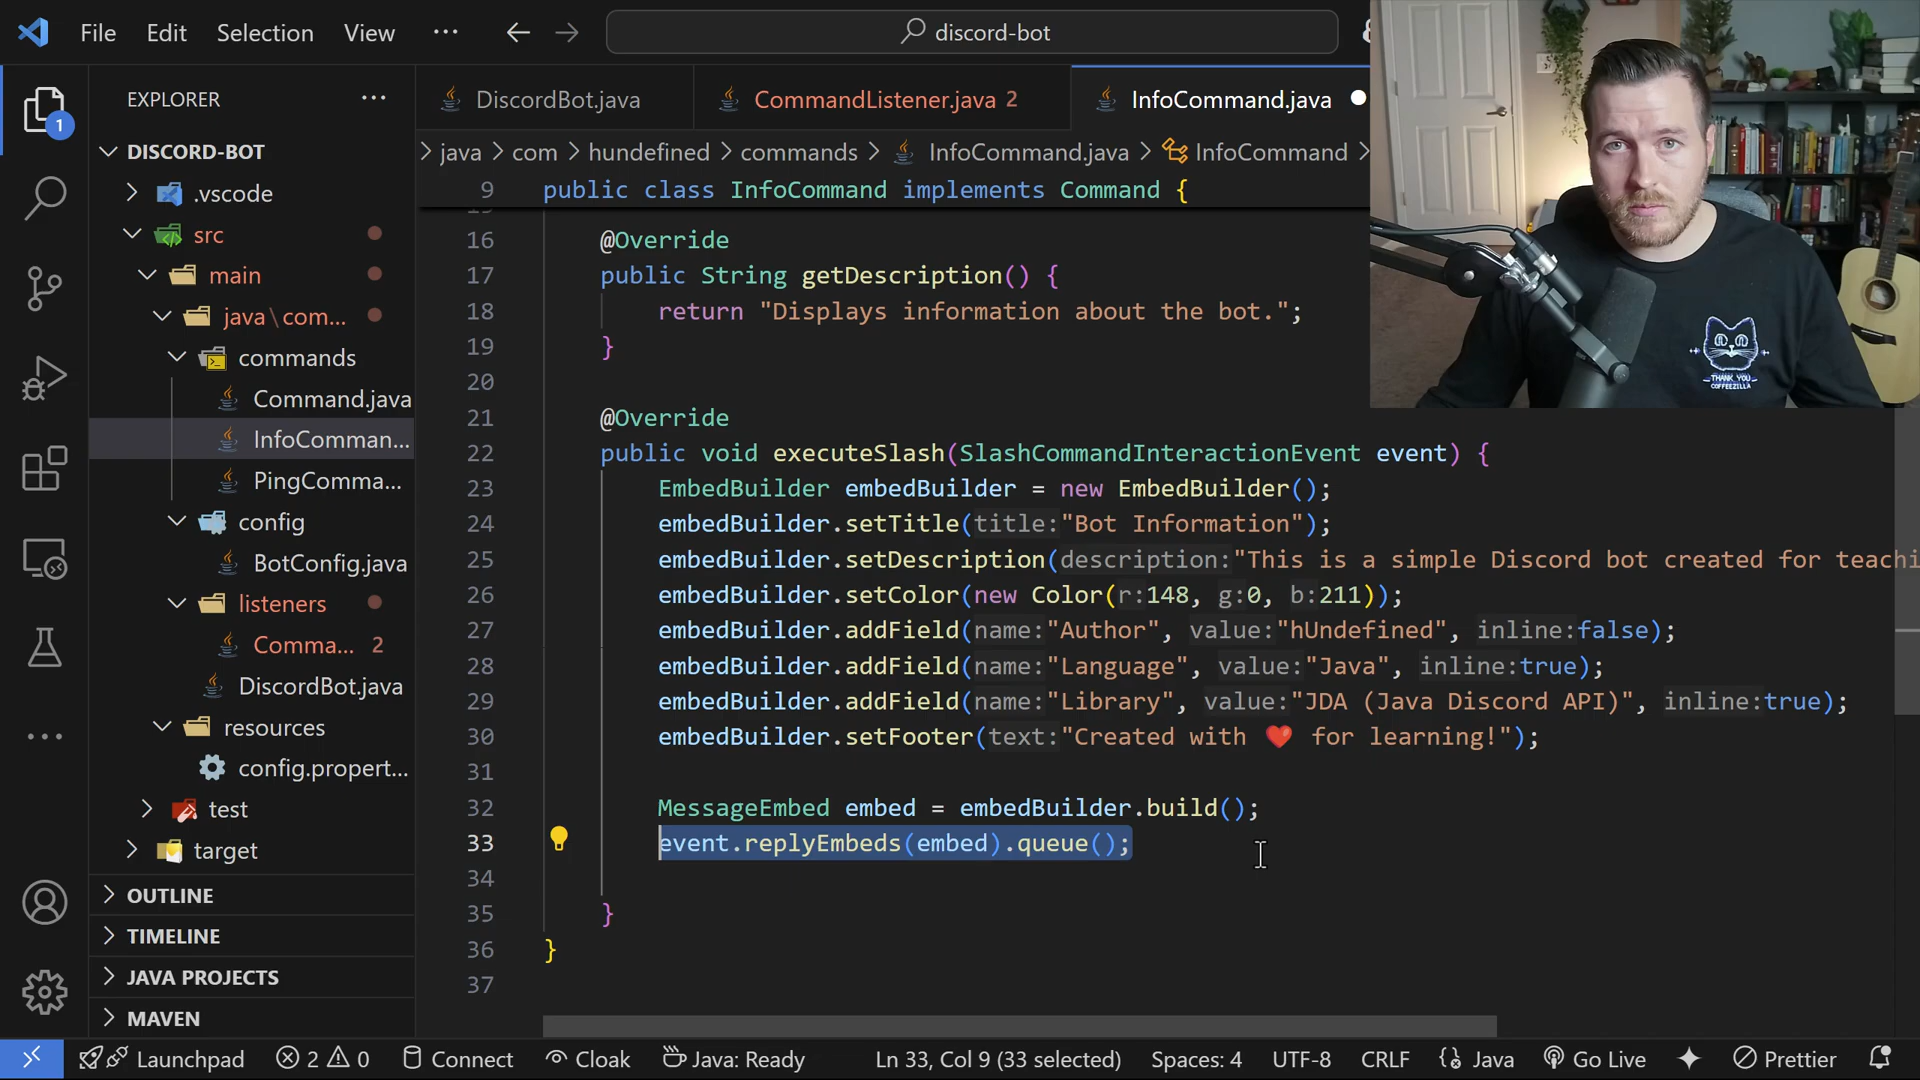 File Edit Selection View ··· discord-bot
EXPLORER ···
DiscordBot.java CommandListener.java 2 InfoCommand.java
1
DISCORD-BOT
.vscode
src
main
java\com...
commands
Command.java
InfoComman...
PingComma...
config
BotConfig.java
listeners
Comma... 2
DiscordBot.java
resources
config.propert...
test
target
OUTLINE
TIMELINE
JAVA PROJECTS
MAVEN
> java > com > hundefined > commands > InfoCommand.java > InfoCommand >
9 public class InfoCommand implements Command {
16 @Override
17 public String getDescription() {
18 return "Displays information about the bot.";
19 }
20
21 @Override
22 public void executeSlash(SlashCommandInteractionEvent event) {
23 EmbedBuilder embedBuilder = new EmbedBuilder();
24 embedBuilder.setTitle(title:"Bot Information");
25 embedBuilder.setDescription(description:"This is a simple Discord bot created for teachi
26 embedBuilder.setColor(new Color(r:148, g:0, b:211));
27 embedBuilder.addField(name:"Author", value:"hUndefined", inline:false);
28 embedBuilder.addField(name:"Language", value:"Java", inline:true);
29 embedBuilder.addField(name:"Library", value:"JDA (Java Discord API)", inline:true);
30 embedBuilder.setFooter(text:"Created with ❤️ for learning!");
31
32 MessageEmbed embed = embedBuilder.build();
33 event.replyEmbeds(embed).queue();
34
35 }
36 }
37
THANK YOU
COFFEEZILLA
Launchpad 2 0 Connect Cloak Java: Ready Ln 33, Col 9 (33 selected) Spaces: 4 UTF-8 CRLF {} Java Go Live Prettier